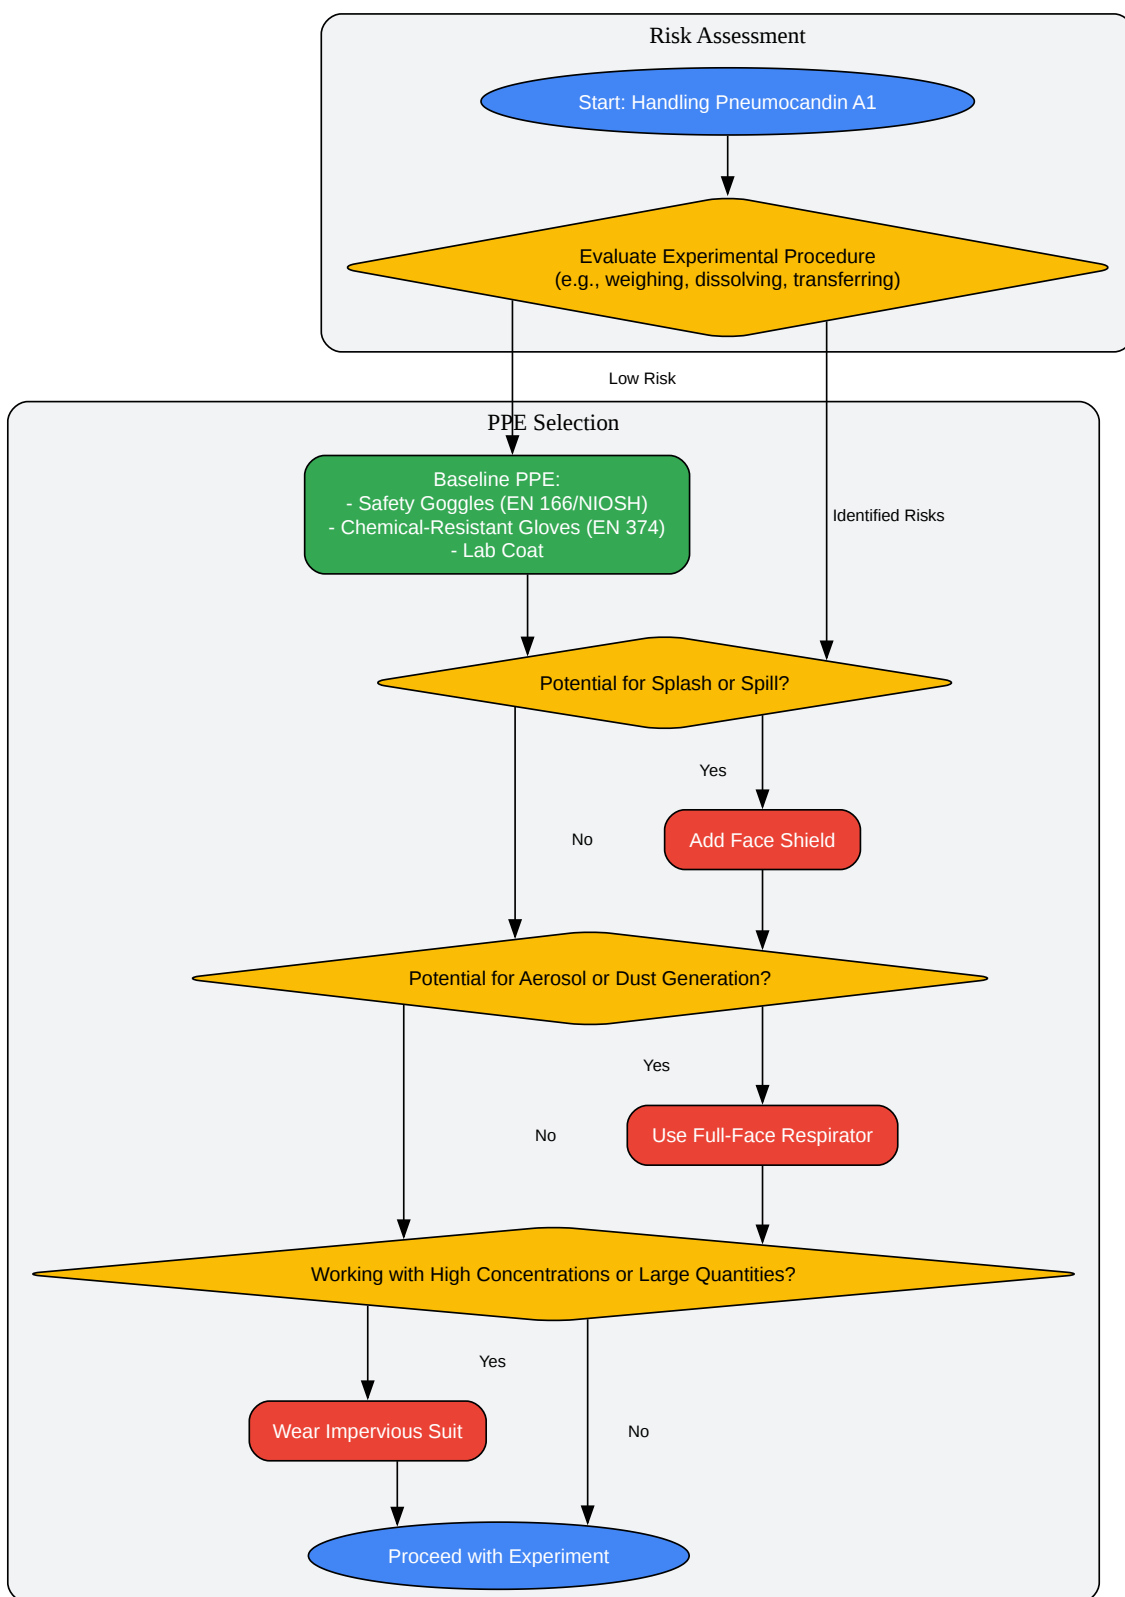 Risk Assessment
Start: Handling Pneumocandin A1
Evaluate Experimental Procedure
(e.g., weighing, dissolving, transferring)
Low Risk
PPE Selection
Baseline PPE:
- Safety Goggles (EN 166/NIOSH)
- Chemical-Resistant Gloves (EN 374)
- Lab Coat
Identified Risks
Potential for Splash or Spill?
Yes
No
Add Face Shield
Potential for Aerosol or Dust Generation?
Yes
No
Use Full-Face Respirator
Working with High Concentrations or Large Quantities?
Yes
Wear Impervious Suit
No
Proceed with Experiment